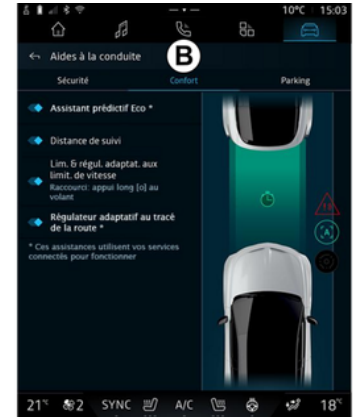 10°C 15:03
Aides à la conduite
B
Sécurité Confort Parking
Assistant prédictif Eco *
Distance de suivi
Lim. & régul. adaptat. aux
limit. de vitesse
Raccourci: appui long [o] au
volant
Régulateur adaptatif au tracé
de la route *
* Ces assistances utilisent vos services
connectés pour fonctionner
[A]
21°C 2 SYNC A/C 18°C